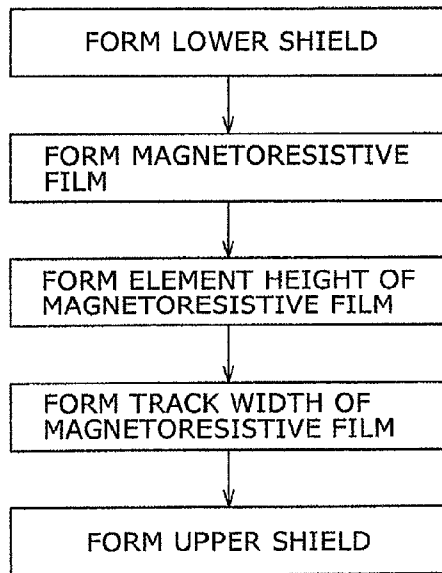 FORM LOWER SHIELD
FORM MAGNETORESISTIVE
FILM
FORM ELEMENT HEIGHT OF
MAGNETORESISTIVE FILM
FORM TRACK WIDTH OF
MAGNETORESISTIVE FILM
FORM UPPER SHIELD